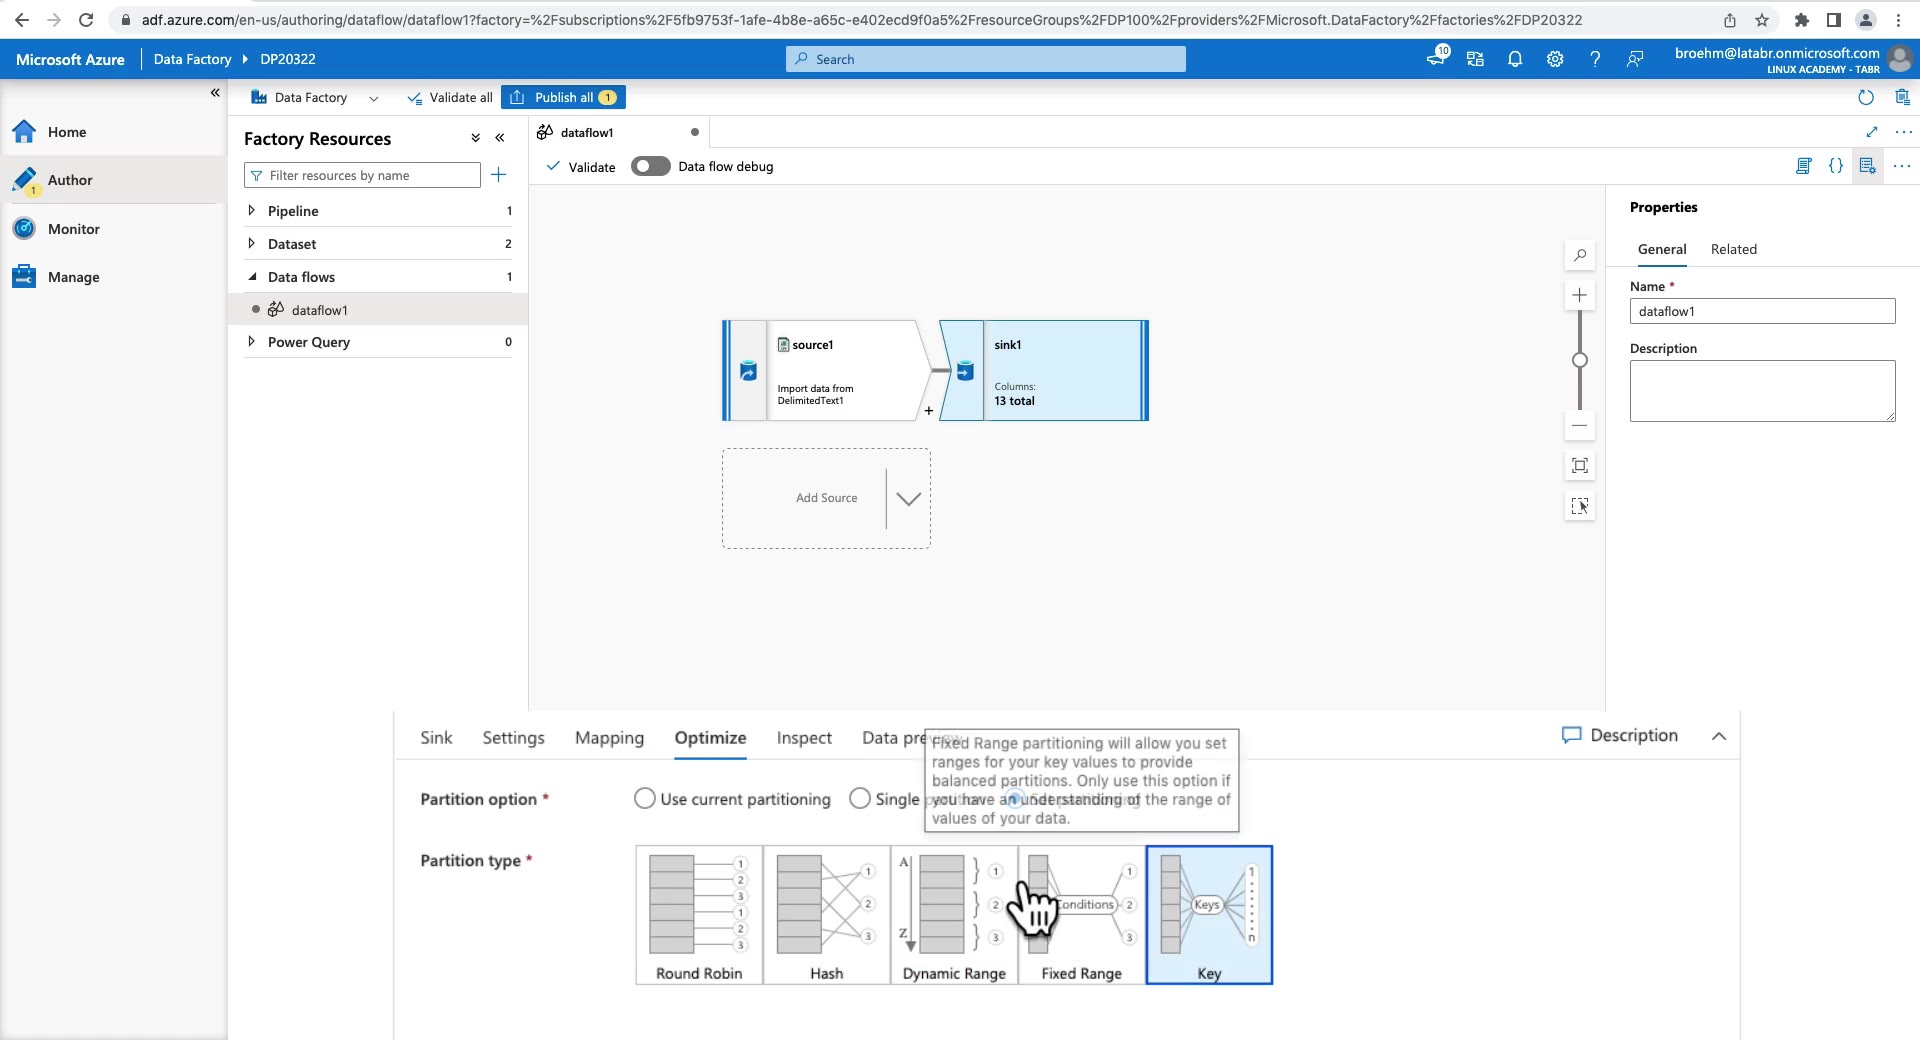 adf.azure.com/en-us/authoring/dataflow/dataflow1?factory=%2Fsubscriptions%2F5fb9753f-1afe-4b8e-a65c-e402ecd9f0a5%2FresourceGroups%2FDP100%2Fproviders%2FMicrosoft.DataFactory%2Ffactories%2FDP20322
Microsoft Azure
Data Factory
DP20322
Search
10
broehm@latabr.onmicrosoft.com
LINUX ACADEMY - TABR
Home
Author
1
Monitor
Manage
Data Factory
Validate all
Publish all 1
Factory Resources
Filter resources by name
Pipeline 1
Dataset 2
Data flows 1
dataflow1
Power Query 0
dataflow1
Validate
Data flow debug
source1
Import data from
DelimitedText1
sink1
Columns:
13 total
Add Source
Properties
General
Related
Name *
dataflow1
Description
Sink
Settings
Mapping
Optimize
Inspect
Data preview
Description
Fixed Range partitioning will allow you set
ranges for your key values to provide
balanced partitions. Only use this option if
you have an understanding of the range of
values of your data.
Partition option *
Use current partitioning
Single partition
Set partitioning
Partition type *
1
2
3
1
2
3
Round Robin
1
2
3
Hash
A
Z
1
2
3
Dynamic Range
Conditions
1
2
3
Fixed Range
Keys
1
n
Key